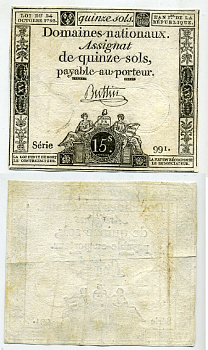 LOI DU 24 OCTOBRE 1792.
quinze sols.
L'AN 1er. DE LA RÉPUBLIQUE.
Domaines nationaux.
Assignat
de quinze sols,
payable au porteur.
Buttin
15 s
Série
991.
LA LOI PUNIT DE MORT LE CONTREFACTEUR.
LA NATION RÉCOMPENSE LE DÉNONCIATEUR.